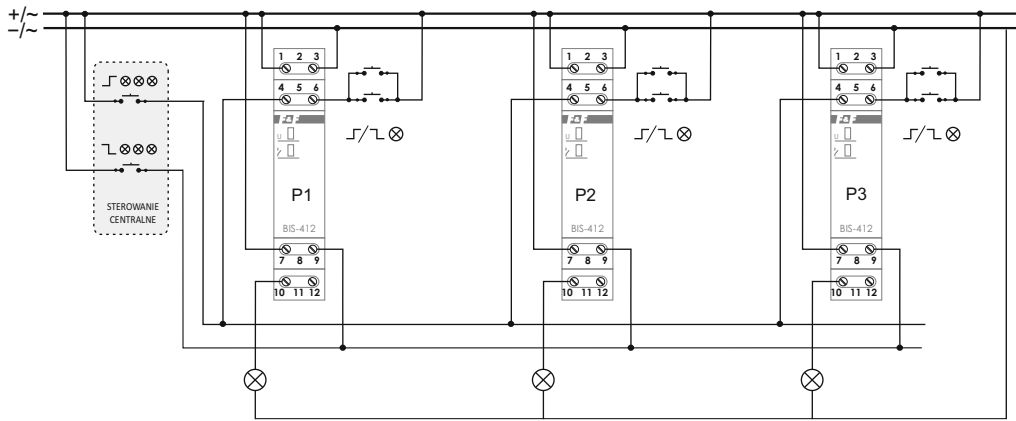 +/~
−/~
1 2 3
4 5 6
F&F
U
P1
BIS-412
7 8 9
10 11 12
1 2 3
4 5 6
F&F
U
P2
BIS-412
7 8 9
10 11 12
1 2 3
4 5 6
F&F
U
P3
BIS-412
7 8 9
10 11 12
STEROWANIE
CENTRALNE